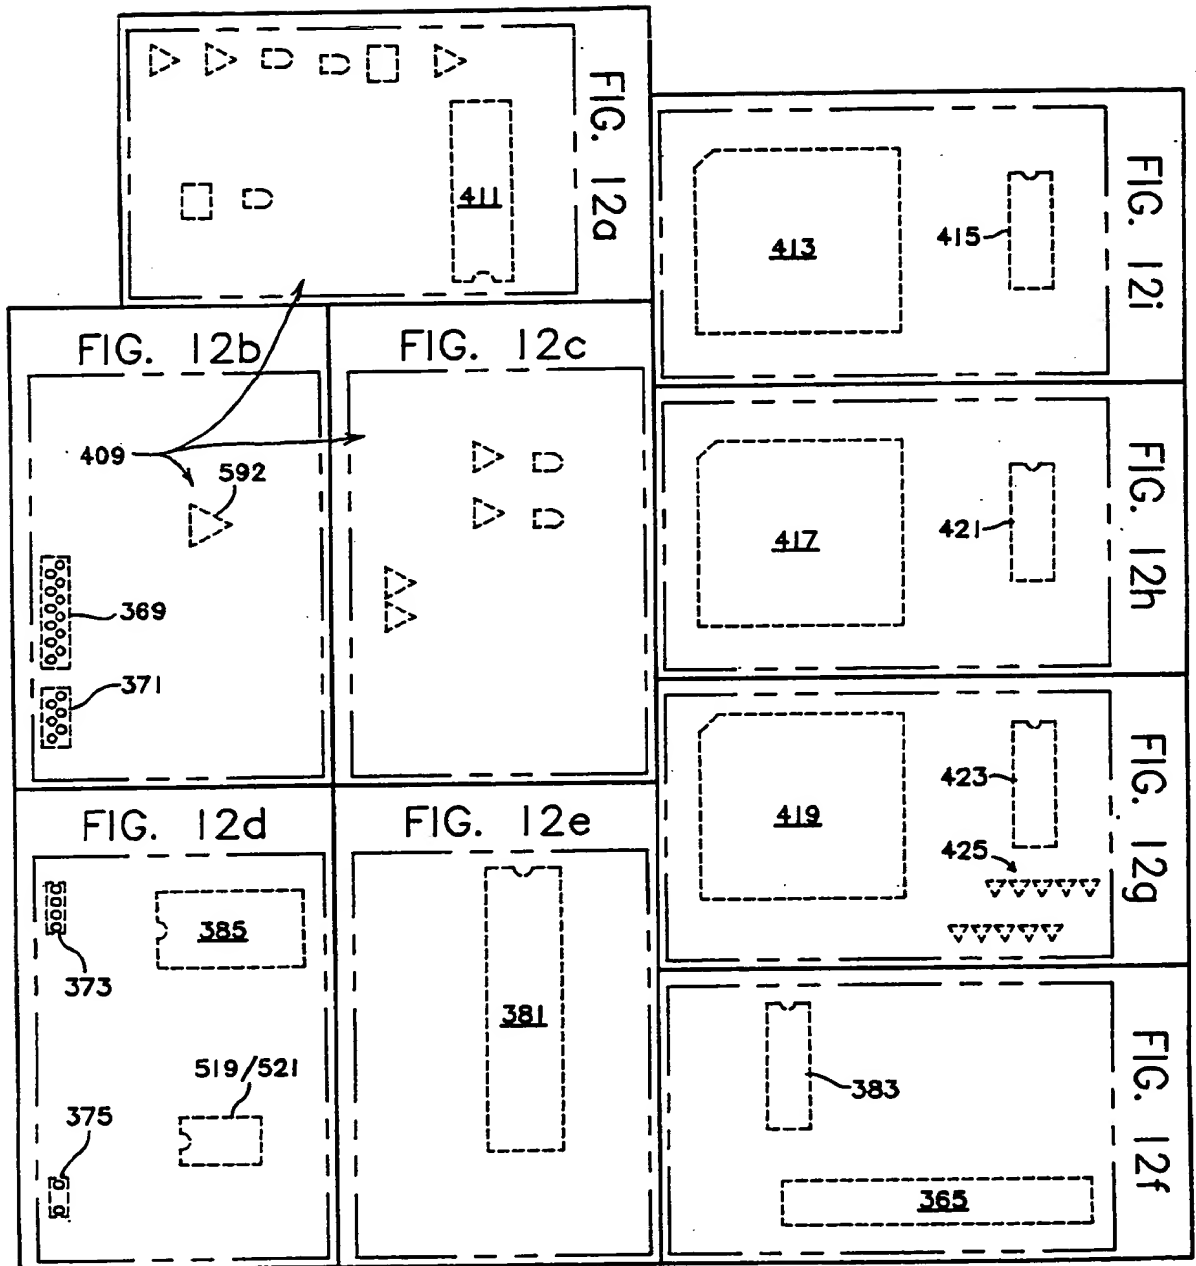 FIG. 12a
411
FIG. 12i
413
415
FIG. 12b
FIG. 12c
409
592
369
371
FIG. 12h
417
421
FIG. 12g
419
423
425
FIG. 12d
385
373
519/521
375
FIG. 12e
381
FIG. 12f
383
365